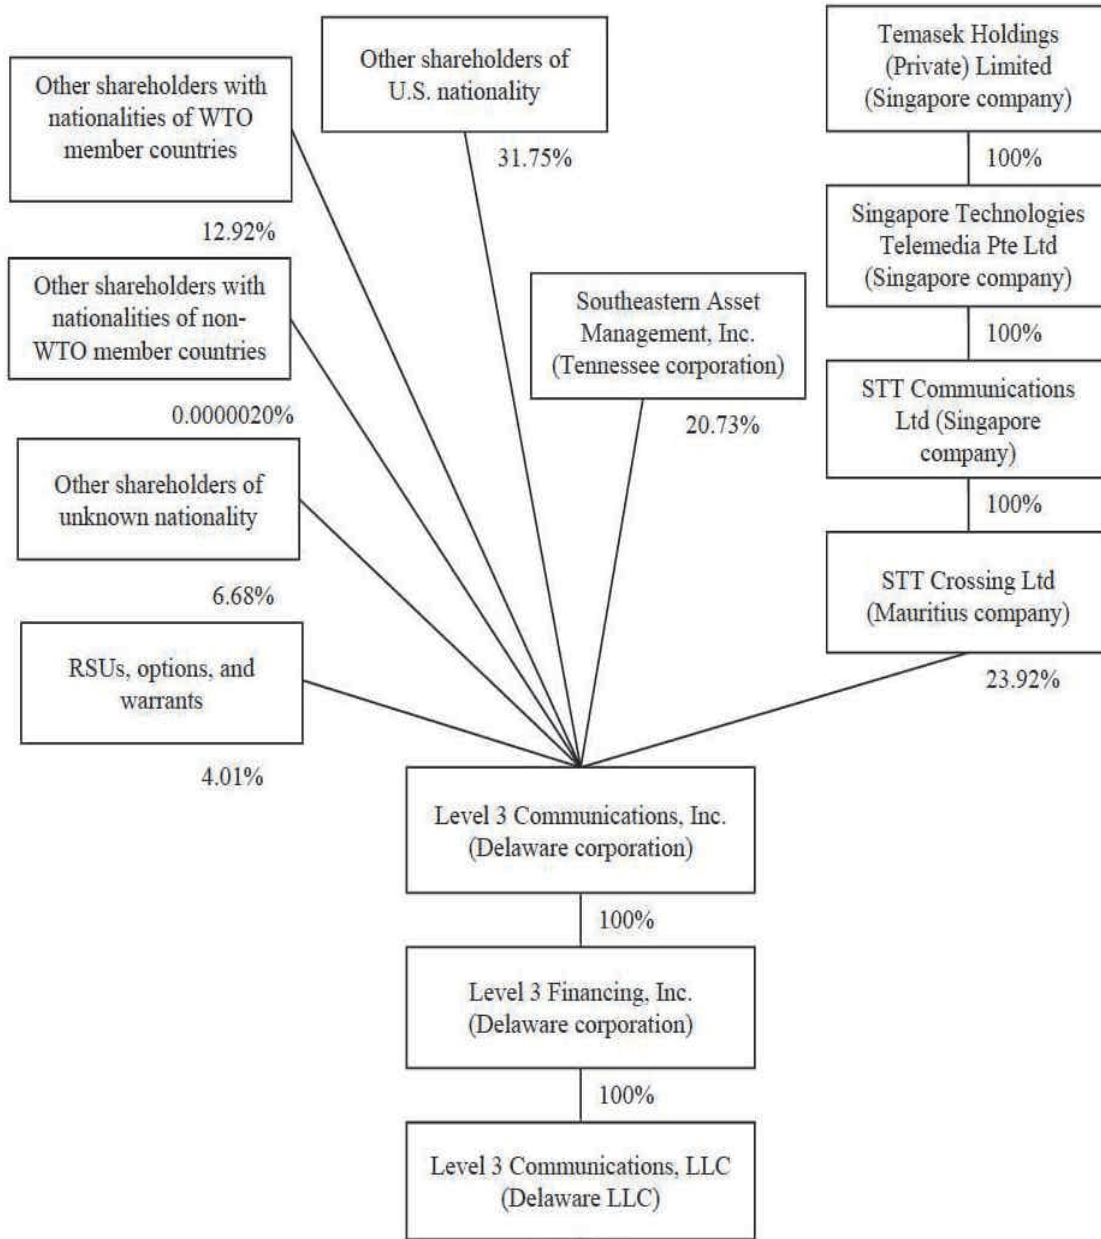 Other shareholders with
nationalities of WTO
member countries
12.92%
Other shareholders of
U.S. nationality
31.75%
Temasek Holdings
(Private) Limited
(Singapore company)
100%
Singapore Technologies
Telemedia Pte Ltd
(Singapore company)
100%
STT Communications
Ltd (Singapore
company)
100%
STT Crossing Ltd
(Mauritius company)
23.92%
Other shareholders with
nationalities of non-
WTO member countries
0.0000020%
Southeastern Asset
Management, Inc.
(Tennessee corporation)
20.73%
Other shareholders of
unknown nationality
6.68%
RSUs, options, and
warrants
4.01%
Level 3 Communications, Inc.
(Delaware corporation)
100%
Level 3 Financing, Inc.
(Delaware corporation)
100%
Level 3 Communications, LLC
(Delaware LLC)